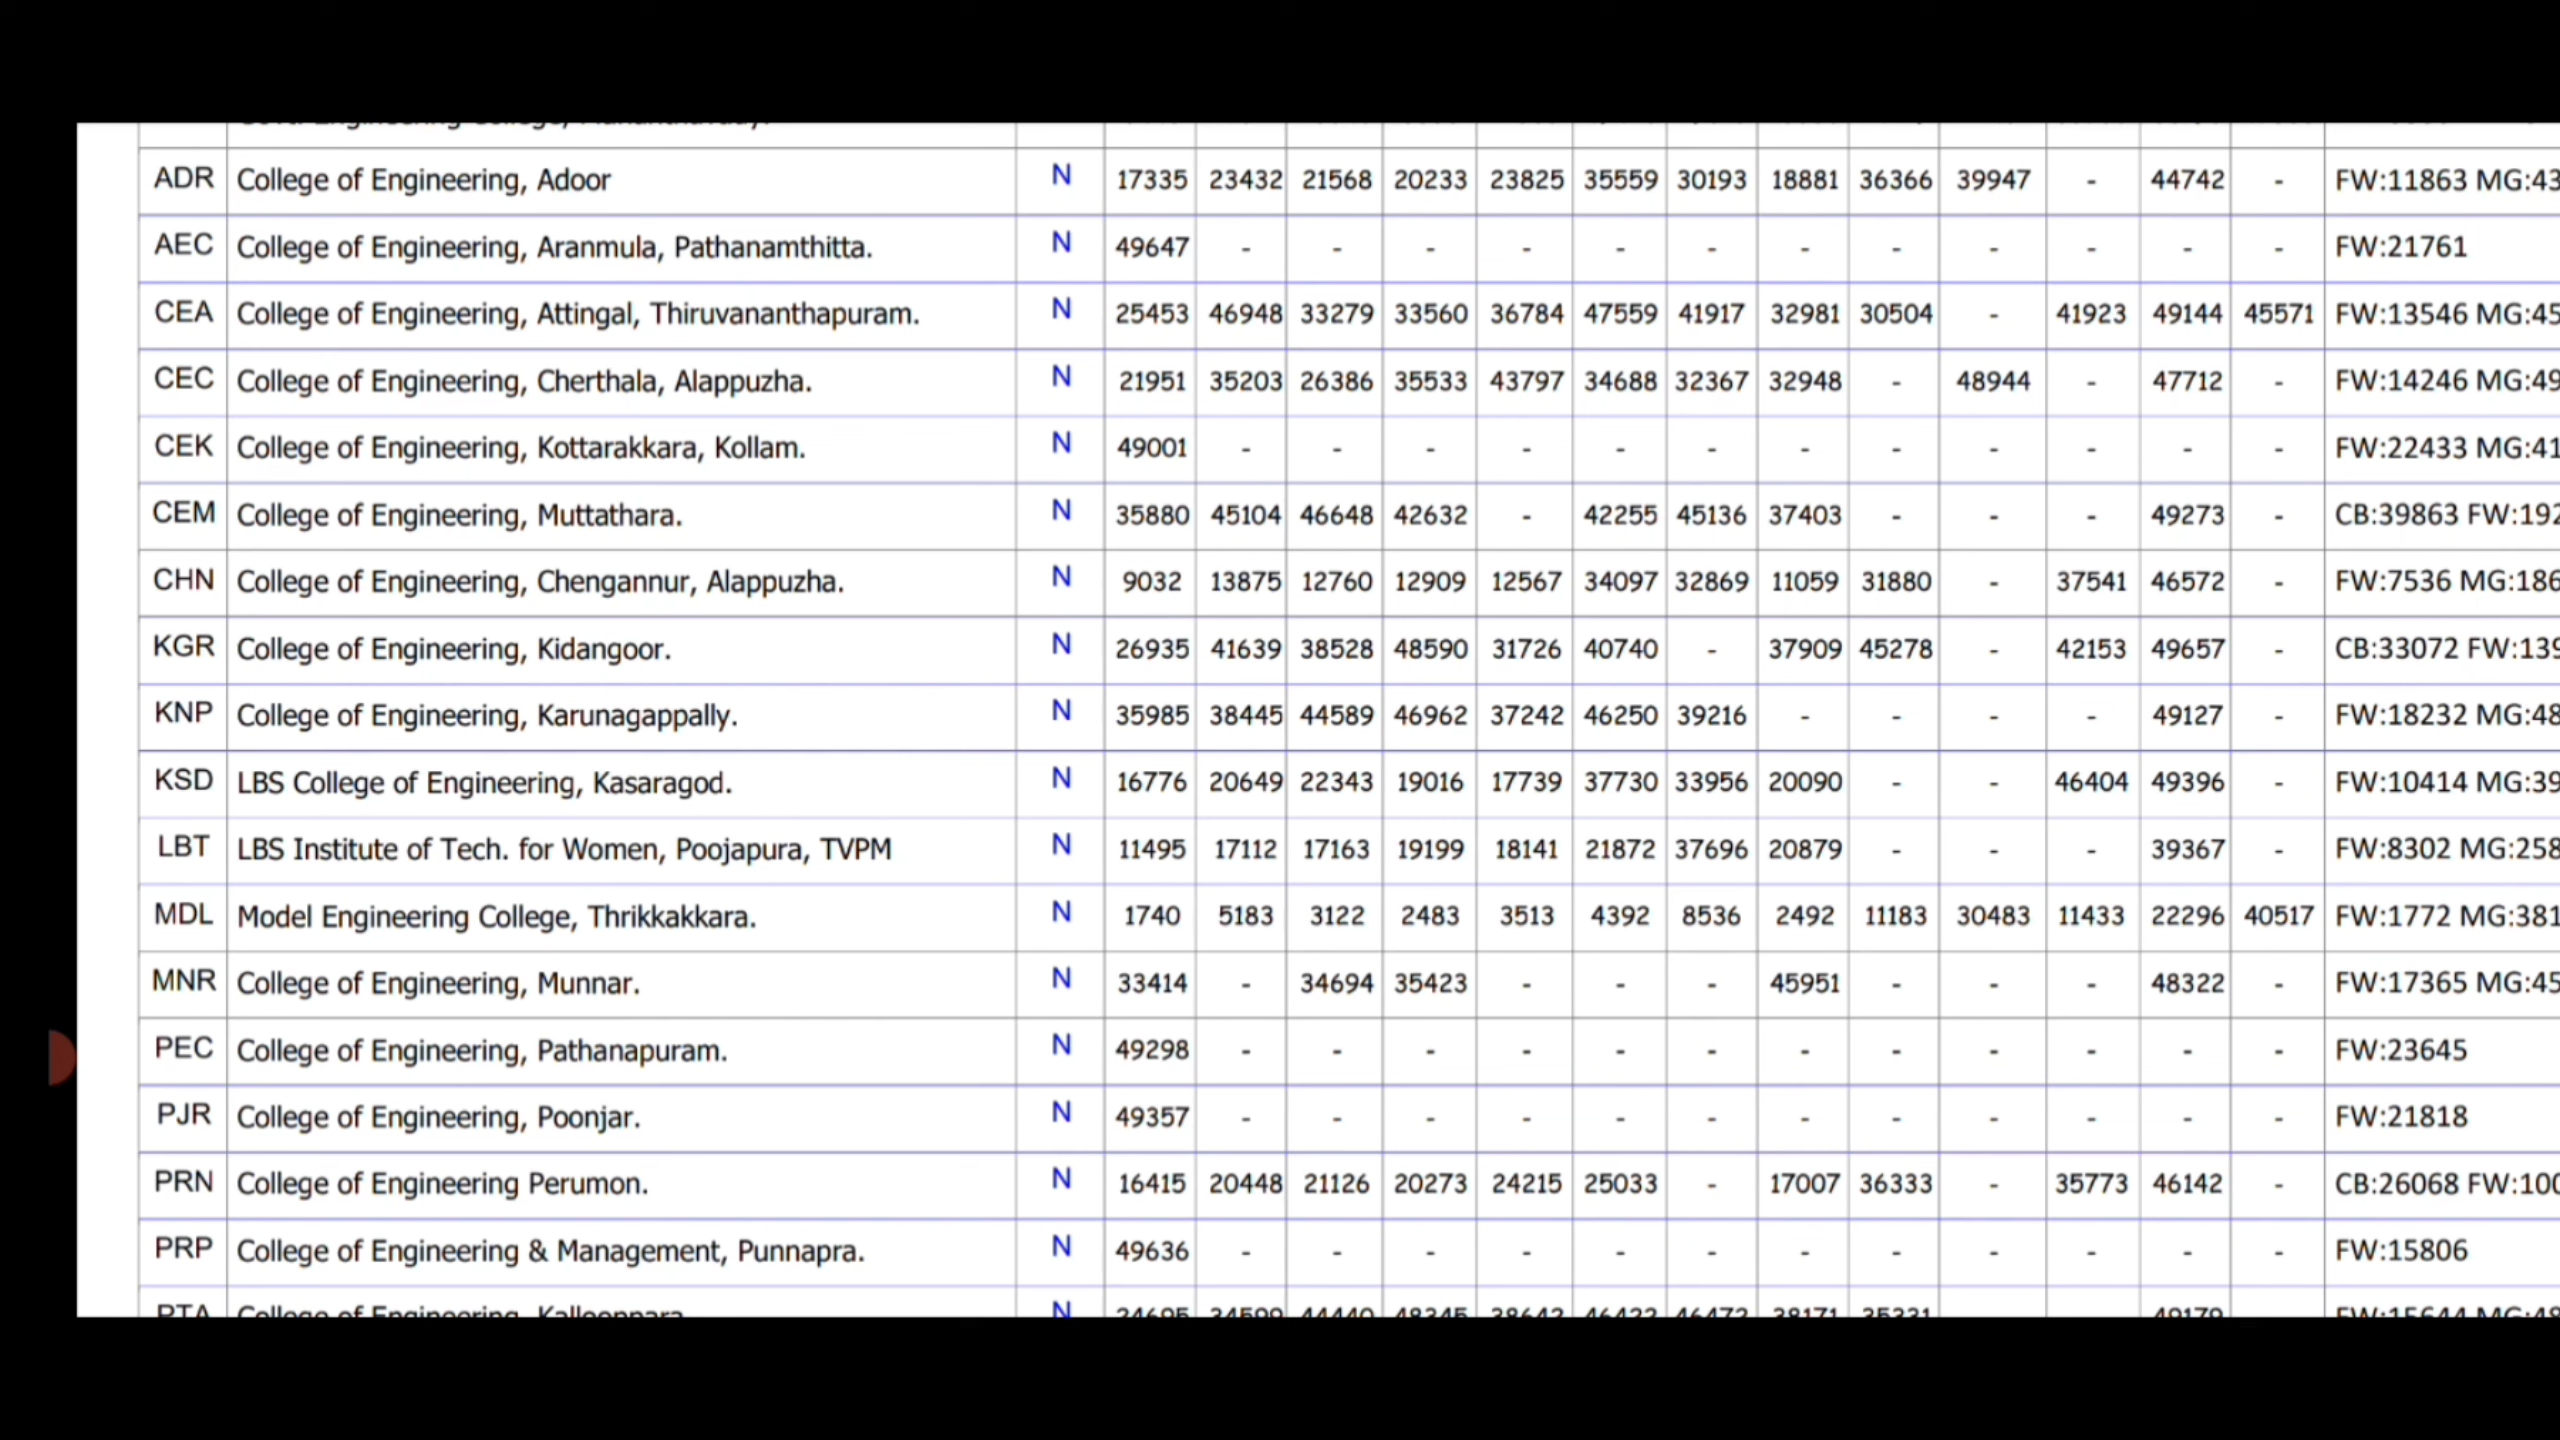 ADR College of Engineering, Adoor N 17335 23432 21568 20233 23825 35559 30193 18881 36366 39947 - 44742 - FW:11863 MG:43
AEC College of Engineering, Aranmula, Pathanamthitta. N 49647 - - - - - - - - - - - - FW:21761
CEA College of Engineering, Attingal, Thiruvananthapuram. N 25453 46948 33279 33560 36784 47559 41917 32981 30504 - 41923 49144 45571 FW:13546 MG:45
CEC College of Engineering, Cherthala, Alappuzha. N 21951 35203 26386 35533 43797 34688 32367 32948 - 48944 - 47712 - FW:14246 MG:49
CEK College of Engineering, Kottarakkara, Kollam. N 49001 - - - - - - - - - - - - FW:22433 MG:41
CEM College of Engineering, Muttathara. N 35880 45104 46648 42632 - 42255 45136 37403 - - - 49273 - CB:39863 FW:192
CHN College of Engineering, Chengannur, Alappuzha. N 9032 13875 12760 12909 12567 34097 32869 11059 31880 - 37541 46572 - FW:7536 MG:186
KGR College of Engineering, Kidangoor. N 26935 41639 38528 48590 31726 40740 - 37909 45278 - 42153 49657 - CB:33072 FW:139
KNP College of Engineering, Karunagappally. N 35985 38445 44589 46962 37242 46250 39216 - - - - 49127 - FW:18232 MG:48
KSD LBS College of Engineering, Kasaragod. N 16776 20649 22343 19016 17739 37730 33956 20090 - - 46404 49396 - FW:10414 MG:39
LBT LBS Institute of Tech. for Women, Poojapura, TVPM N 11495 17112 17163 19199 18141 21872 37696 20879 - - - 39367 - FW:8302 MG:258
MDL Model Engineering College, Thrikkakkara. N 1740 5183 3122 2483 3513 4392 8536 2492 11183 30483 11433 22296 40517 FW:1772 MG:381
MNR College of Engineering, Munnar. N 33414 - 34694 35423 - - - 45951 - - - 48322 - FW:17365 MG:45
PEC College of Engineering, Pathanapuram. N 49298 - - - - - - - - - - - - FW:23645
PJR College of Engineering, Poonjar. N 49357 - - - - - - - - - - - - FW:21818
PRN College of Engineering Perumon. N 16415 20448 21126 20273 24215 25033 - 17007 36333 - 35773 46142 - CB:26068 FW:100
PRP College of Engineering & Management, Punnapra. N 49636 - - - - - - - - - - - - FW:15806
College of Engineering, N